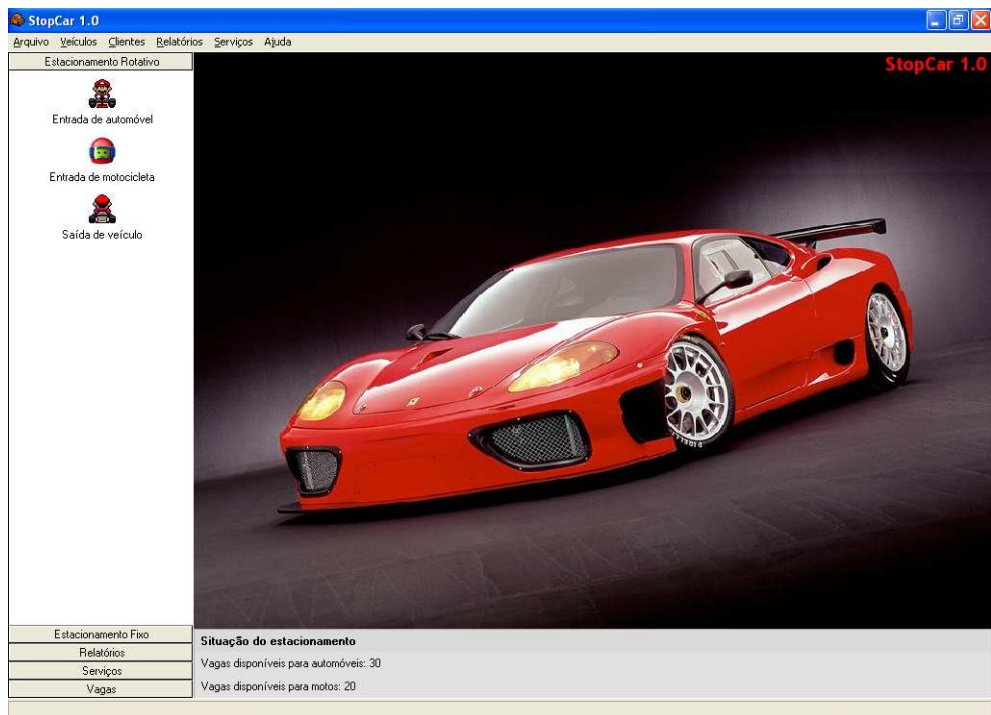 StopCar 1.0
Arquivo Veículos Clientes Relatórios Serviços Ajuda
Estacionamento Rotativo
StopCar 1.0
Entrada de automóvel
Entrada de motocicleta
Saída de veículo
PIRELLI
Estacionamento Fixo
Relatórios
Serviços
Vagas
Situação do estacionamento
Vagas disponíveis para automóveis: 30
Vagas disponíveis para motos: 20